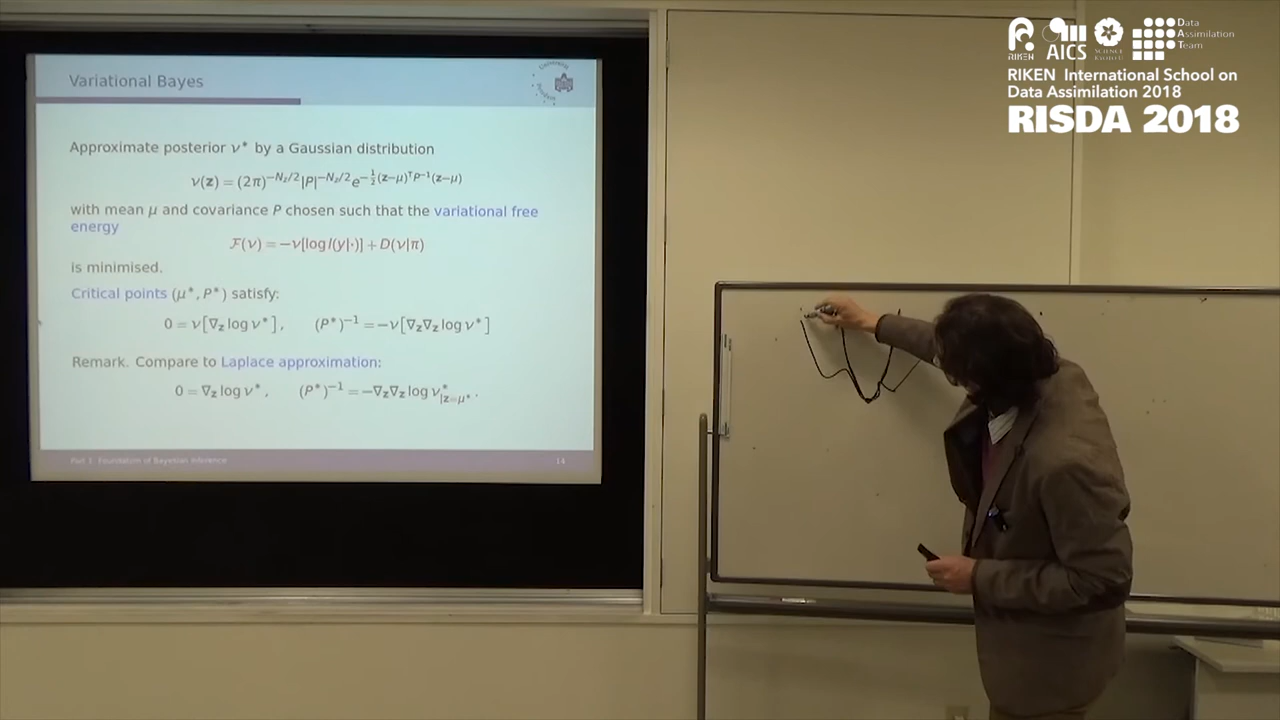 Variational Bayes
Approximate posterior ν* by a Gaussian distribution
ν(z) = (2π)^{−N_z/2} |P|^{−N_z/2} e^{−½(z−μ)ᵀP⁻¹(z−μ)}
with mean μ and covariance P chosen such that the variational free
energy
ℱ(ν) = −ν[log l(y|·)] + D(ν|π)
is minimised.
Critical points (μ*, P*) satisfy:
0 = ν[∇_z log ν*], (P*)⁻¹ = −ν[∇_z∇_z log ν*]
Remark. Compare to Laplace approximation:
0 = ∇_z log ν*, (P*)⁻¹ = −∇_z∇_z log ν*_{|z=μ*}.
Part 1: Foundation of Bayesian inference 14
RIKEN AICS Data
Assimilation
Team
RIKEN International School on
Data Assimilation 2018
RISDA 2018